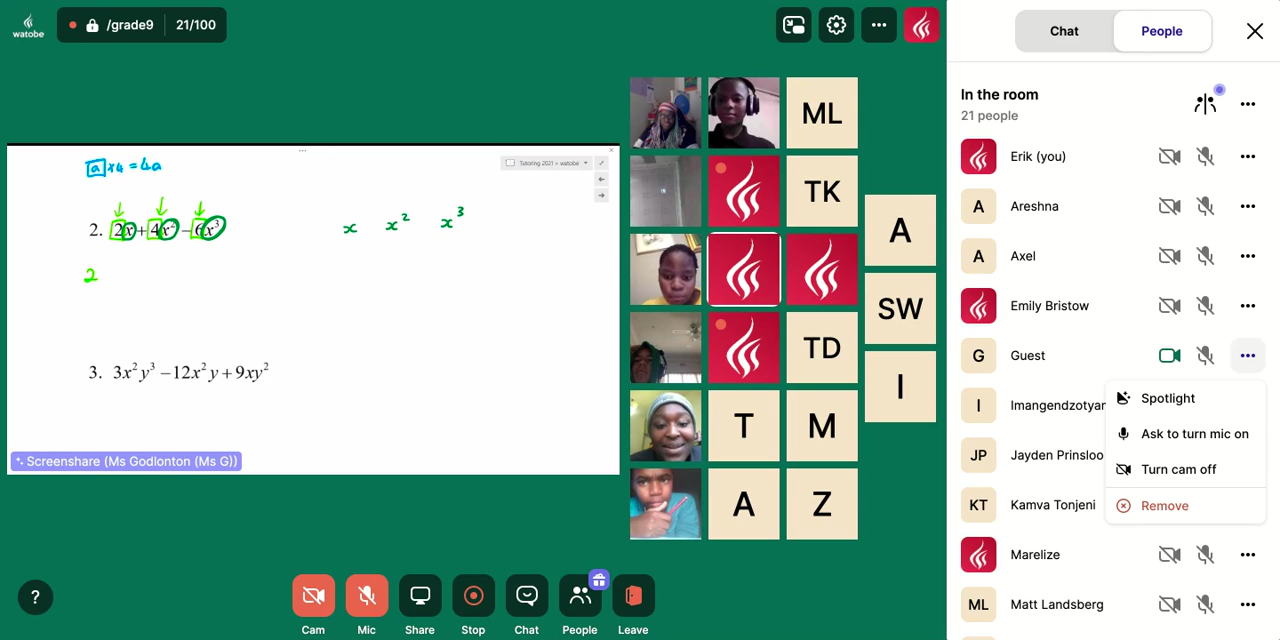 watobe
/grade9
21/100
a x 4 = 4a
Tutoring 2021 > watobe
2. 2x + 4x² − 6x³
x x² x³
2
3. 3x²y³ − 12x²y + 9xy²
Screenshare (Ms Godlonton (Ms G))
ML
TK
TD
T
M
A
Z
A
SW
I
?
Cam
Mic
Share
Stop
Chat
People
Leave
Chat
People
In the room
21 people
Erik (you)
A Areshna
A Axel
Emily Bristow
G Guest
Spotlight
Ask to turn mic on
Turn cam off
Remove
I Imangendzotyan
JP Jayden Prinsloo
KT Kamva Tonjeni
Marelize
ML Matt Landsberg